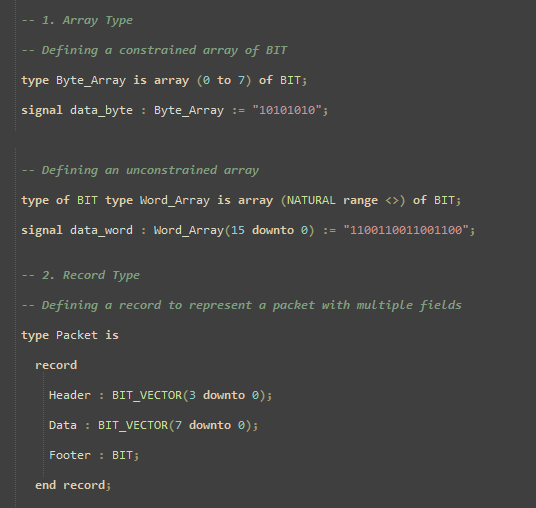 -- 1. Array Type
-- Defining a constrained array of BIT
type Byte_Array is array (0 to 7) of BIT;
signal data_byte : Byte_Array := "10101010";
-- Defining an unconstrained array
type of BIT type Word_Array is array (NATURAL range <>) of BIT;
signal data_word : Word_Array(15 downto 0) := "1100110011001100";
-- 2. Record Type
-- Defining a record to represent a packet with multiple fields
type Packet is
record
Header : BIT_VECTOR(3 downto 0);
Data : BIT_VECTOR(7 downto 0);
Footer : BIT;
end record;